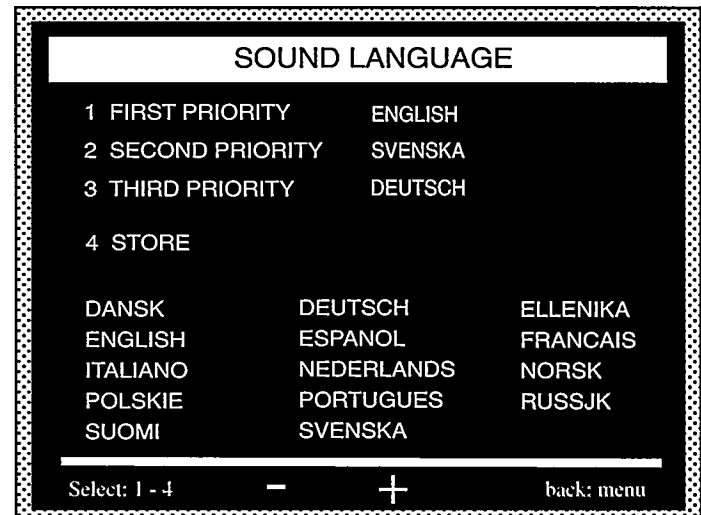 SOUND LANGUAGE
1 FIRST PRIORITY ENGLISH
2 SECOND PRIORITY SVENSKA
3 THIRD PRIORITY DEUTSCH
4 STORE
DANSK DEUTSCH ELLENIKA
ENGLISH ESPANOL FRANCAIS
ITALIANO NEDERLANDS NORSK
POLSKIE PORTUGUES RUSSJK
SUOMI SVENSKA
Select: 1 - 4 − + back: menu